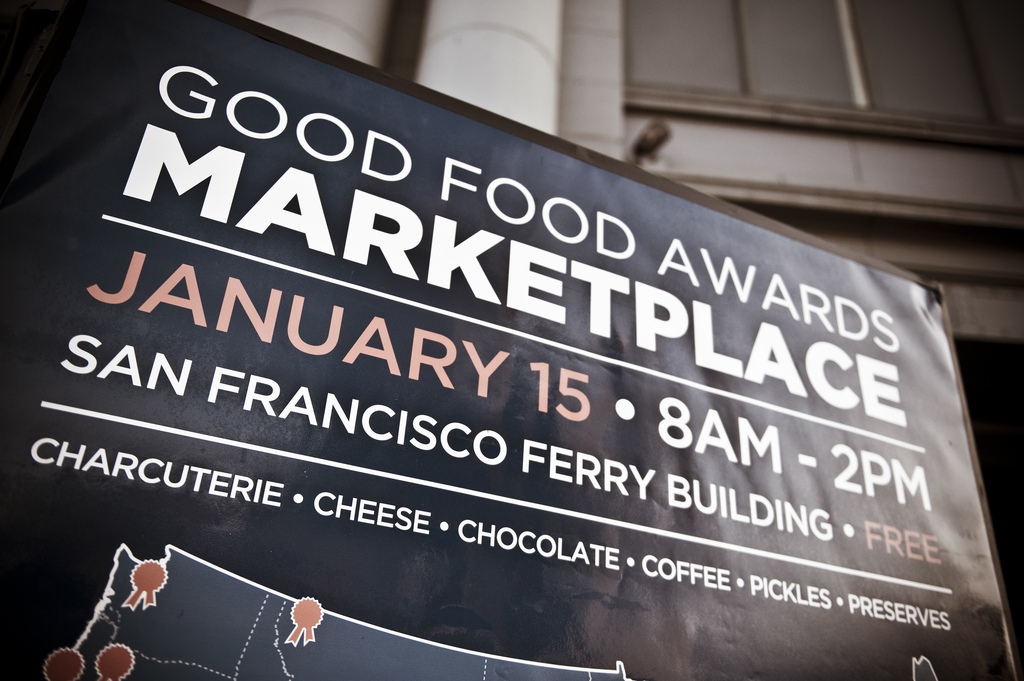 GOOD FOOD AWARDS
MARKETPLACE
JANUARY 15 • 8AM - 2PM
SAN FRANCISCO FERRY BUILDING • FREE
CHARCUTERIE • CHEESE • CHOCOLATE • COFFEE • PICKLES • PRESERVES